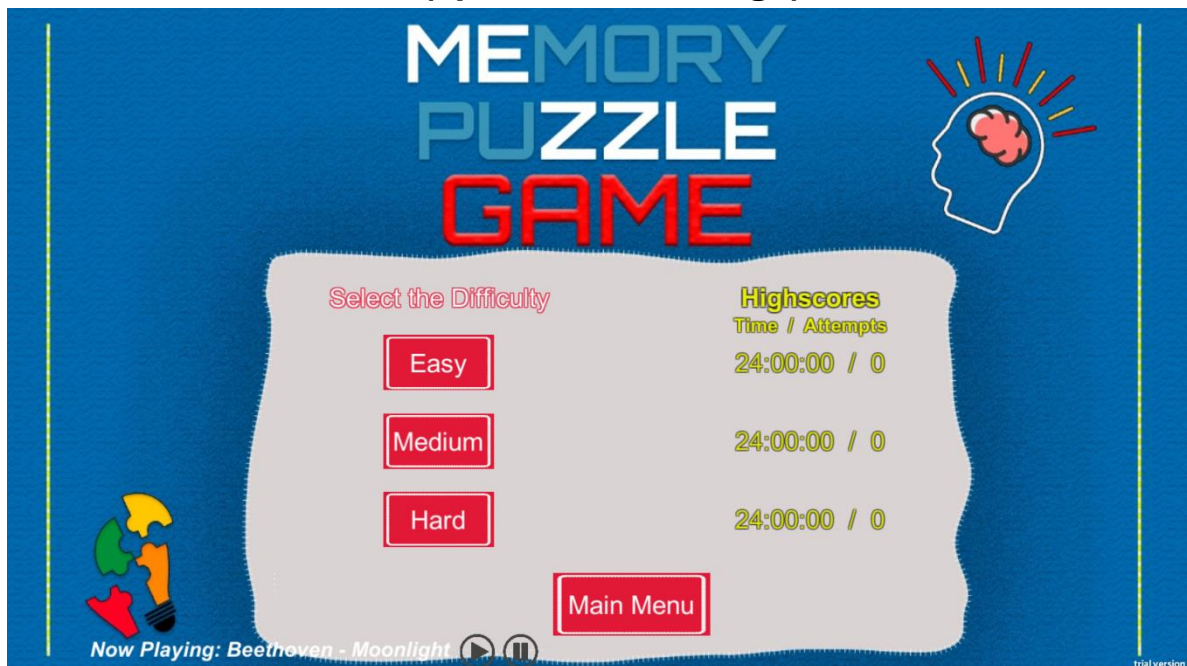 MEMORY
PUZZLE
GAME
Select the Difficulty
Highscores
Time / Attempts
Easy
24:00:00 / 0
Medium
24:00:00 / 0
Hard
24:00:00 / 0
Main Menu
Now Playing: Beethoven - Moonlight
trial version